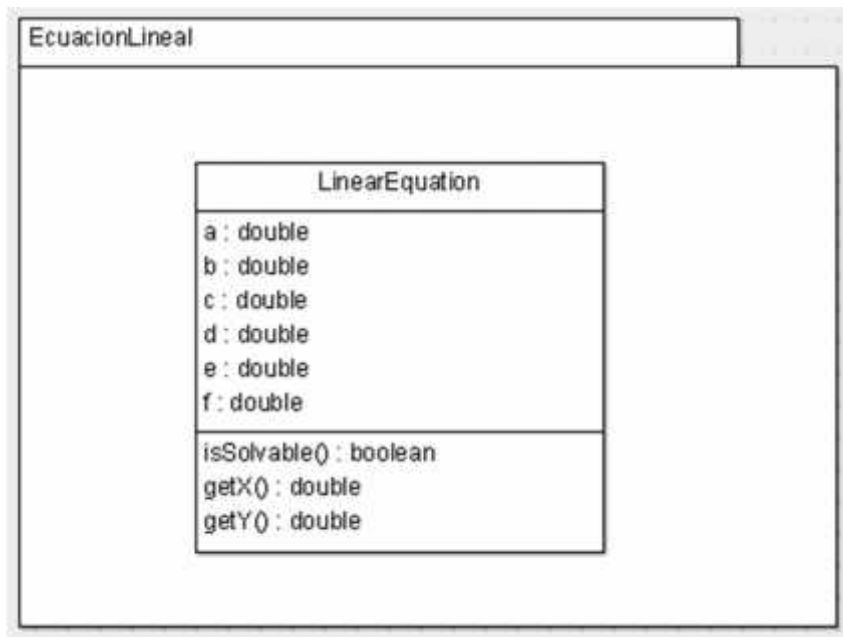 EcuacionLineal
LinearEquation
a : double
b : double
c : double
d : double
e : double
f : double
isSolvable() : boolean
getX() : double
getY() : double